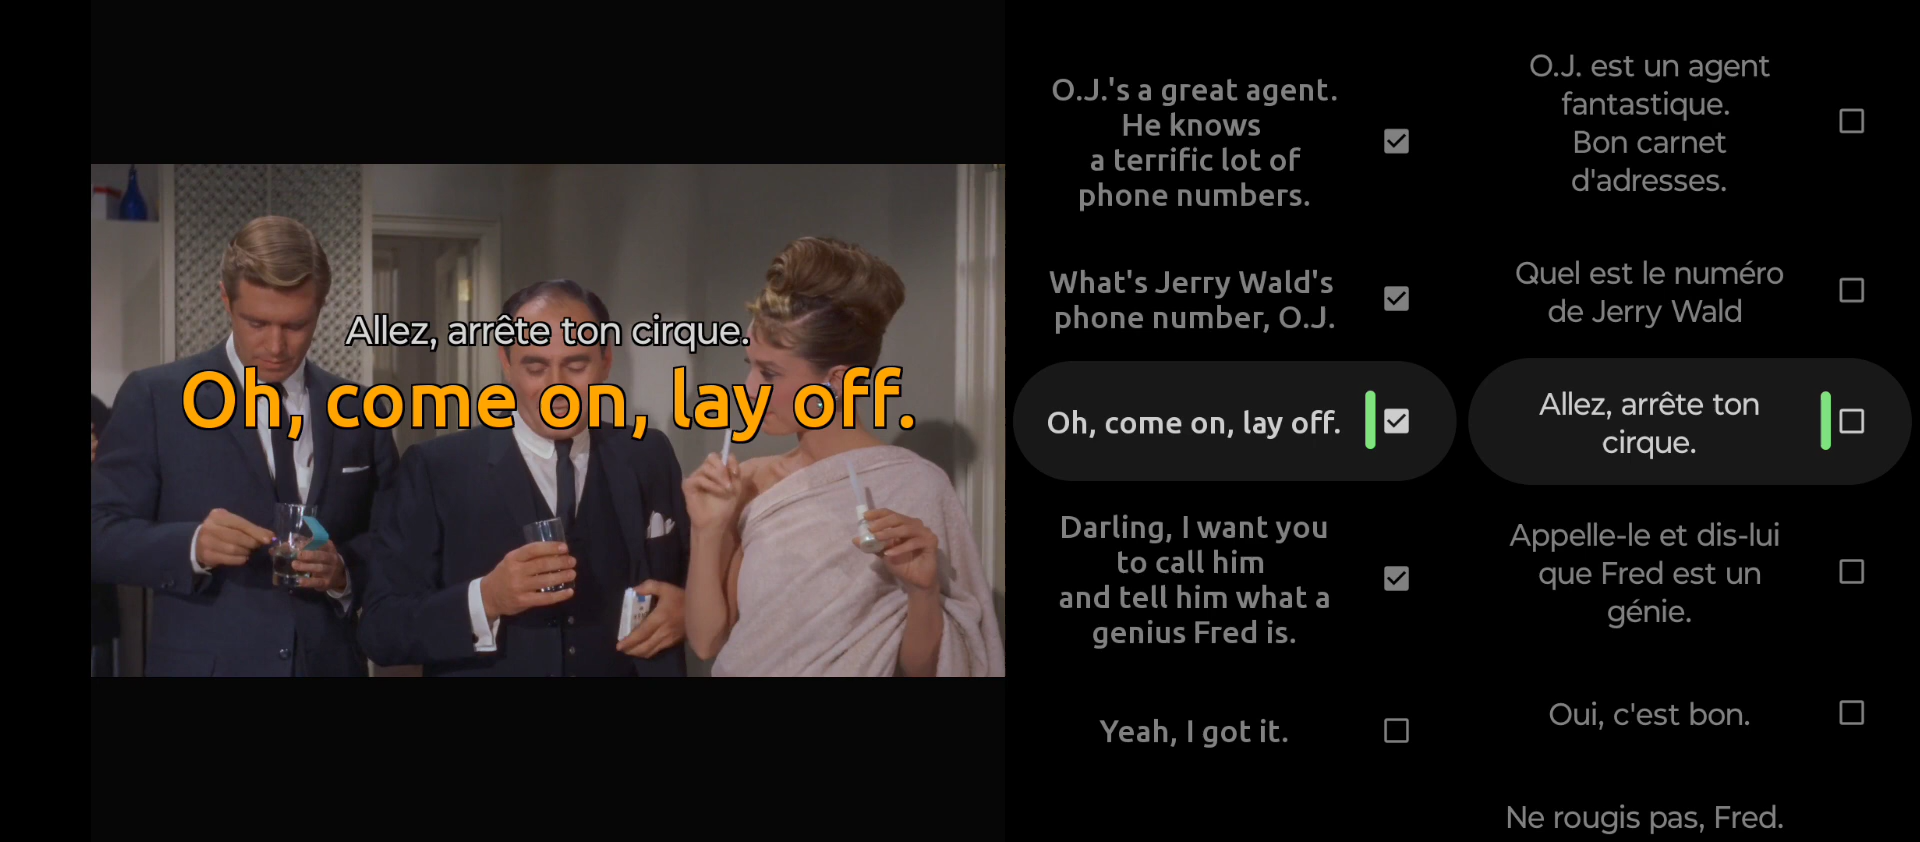 Allez, arrête ton cirque.
Oh, come on, lay off.
O.J.'s a great agent.
He knows
a terrific lot of
phone numbers.
What's Jerry Wald's
phone number, O.J.
Oh, come on, lay off.
Darling, I want you
to call him
and tell him what a
genius Fred is.
Yeah, I got it.
O.J. est un agent
fantastique.
Bon carnet
d'adresses.
Quel est le numéro
de Jerry Wald
Allez, arrête ton
cirque.
Appelle-le et dis-lui
que Fred est un
génie.
Oui, c'est bon.
Ne rougis pas, Fred.